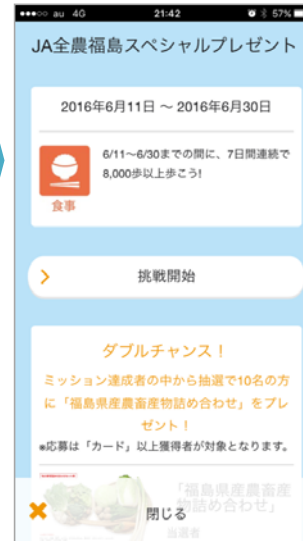 au 4G 21:42 57%
JA全農福島スペシャルプレゼント
2016年6月11日 ～ 2016年6月30日
6/11〜6/30までの間に、7日間連続で
8,000歩以上歩こう!
食事
挑戦開始
ダブルチャンス！
ミッション達成者の中から抽選で10名の方
に「福島県産農畜産物詰め合わせ」をプレ
ゼント！
※応募は「カード」以上獲得者が対象となります。
「福島県産農畜産
物詰め合わせ」
閉じる
当選者